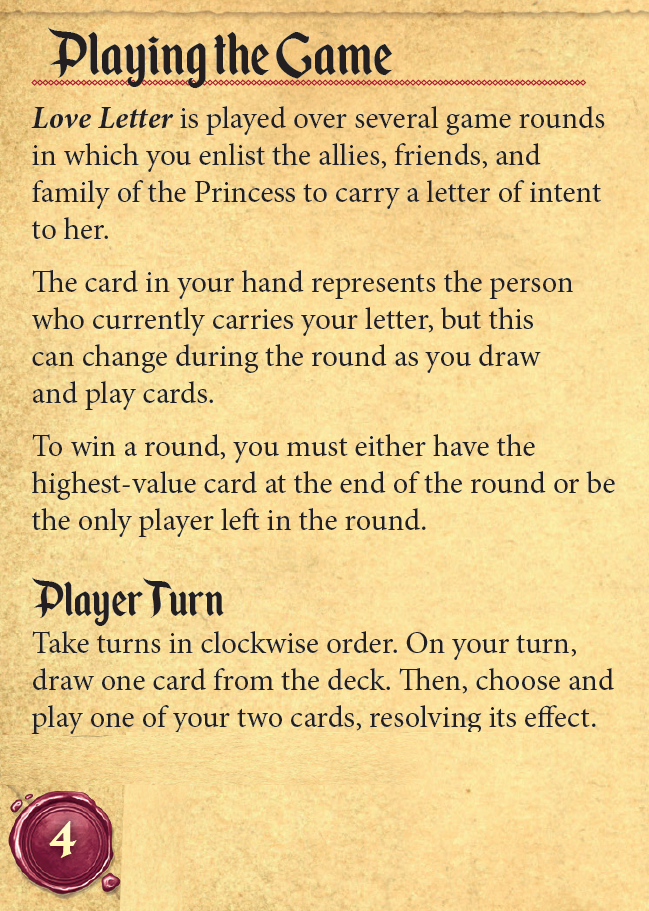 Playing the Game
Love Letter is played over several game rounds
in which you enlist the allies, friends, and
family of the Princess to carry a letter of intent
to her.
The card in your hand represents the person
who currently carries your letter, but this
can change during the round as you draw
and play cards.
To win a round, you must either have the
highest-value card at the end of the round or be
the only player left in the round.
Player Turn
Take turns in clockwise order. On your turn,
draw one card from the deck. Then, choose and
play one of your two cards, resolving its effect.
4